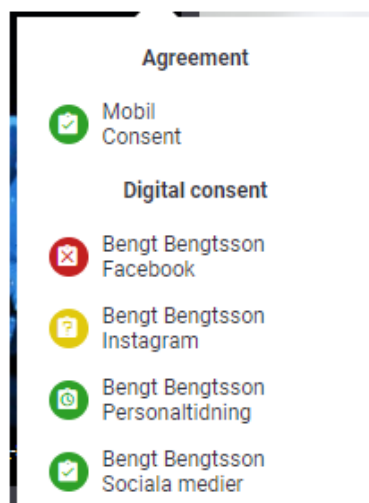 Agreement
Mobil
Consent
Digital consent
Bengt Bengtsson
Facebook
Bengt Bengtsson
Instagram
Bengt Bengtsson
Personaltidning
Bengt Bengtsson
Sociala medier